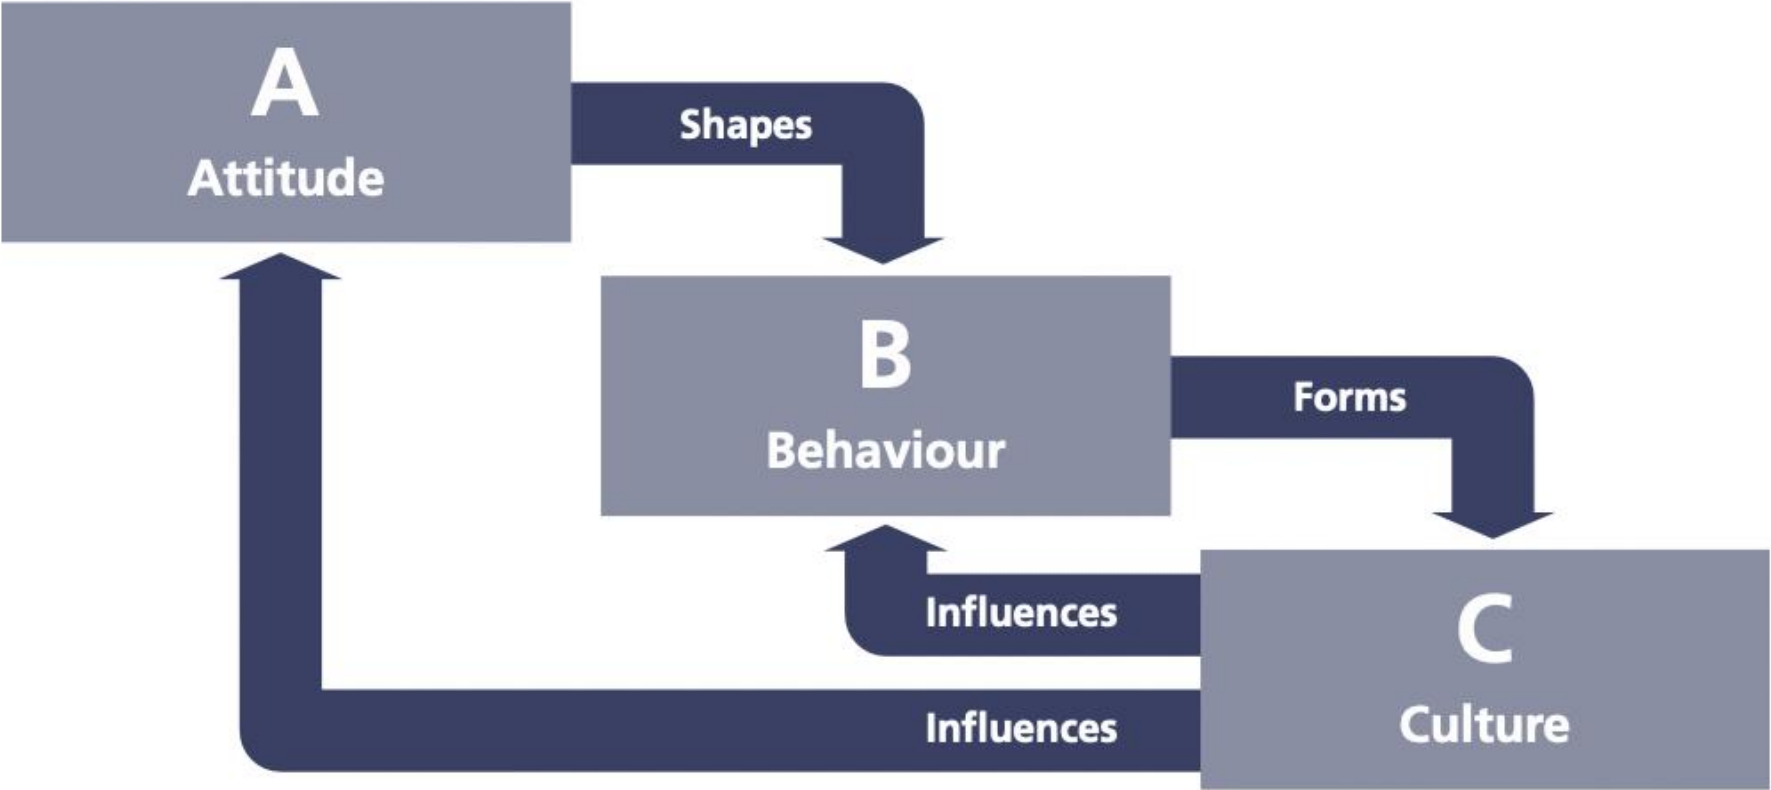 A
Attitude
Shapes
B
Behaviour
Forms
Influences
C
Influences
Culture